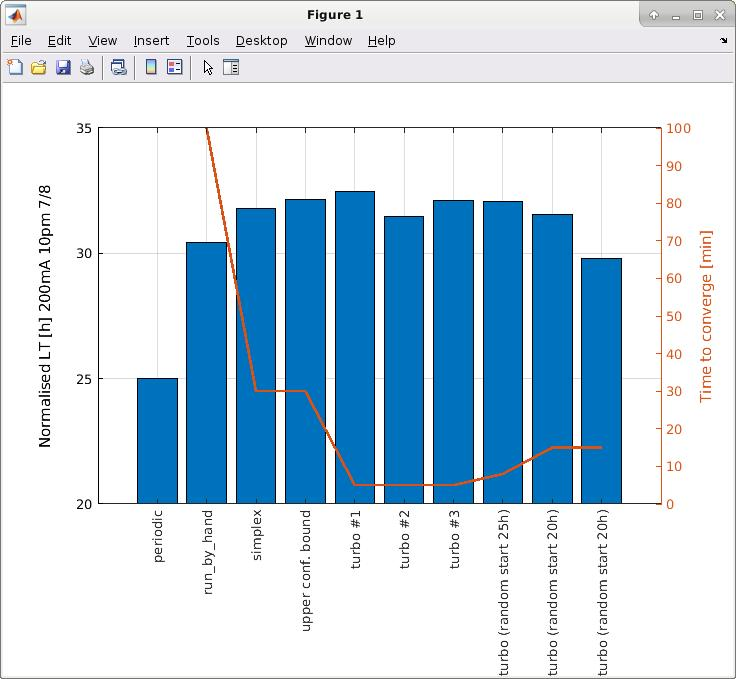 Figure 1
File Edit View Insert Tools Desktop Window Help
Normalised LT [h] 200mA 10pm 7/8
35
30
25
20
100
90
80
70
60
50
40
30
20
10
0
Time to converge [min]
periodic
run_by_hand
simplex
upper conf. bound
turbo #1
turbo #2
turbo #3
turbo (random start 25h)
turbo (random start 20h)
turbo (random start 20h)